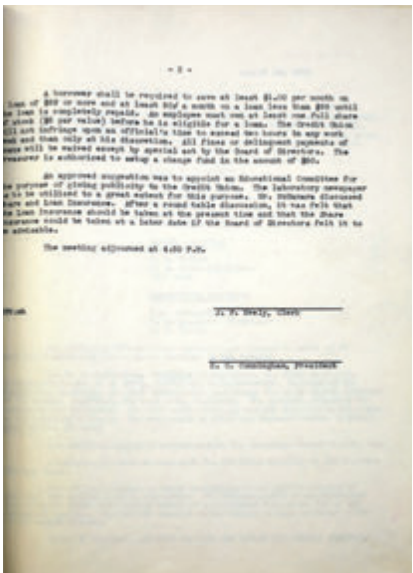 - 2 -
A borrower shall be required to save at least $1.00 per month on
loan of $50 or more and at least 50¢ a month on a loan less than $50 until
loan is completely repaid. An employee must own at least one full share
of stock ($5 par value) before he is eligible for a loan. The Credit Union
will not infringe upon an official's time to exceed two hours in any work
and then only at his discretion. All fines or delinquent payments of
will be waived except by special act by the Board of Directors. The
treasurer is authorized to setup a change fund in the amount of $50.
An approved suggestion was to appoint an Educational Committee for
purpose of giving publicity to the Credit Union. The laboratory newspaper
to be utilized to a great extent for this purpose. Mr. McNamara discussed
Share and Loan Insurance. After a round table discussion, it was felt that
Loan Insurance should be taken at the present time and that the Share
Insurance could be taken at a later date if the Board of Directors felt it to
advisable.
The meeting adjourned at 4:50 P.M.
Clerk
Cunningham, President